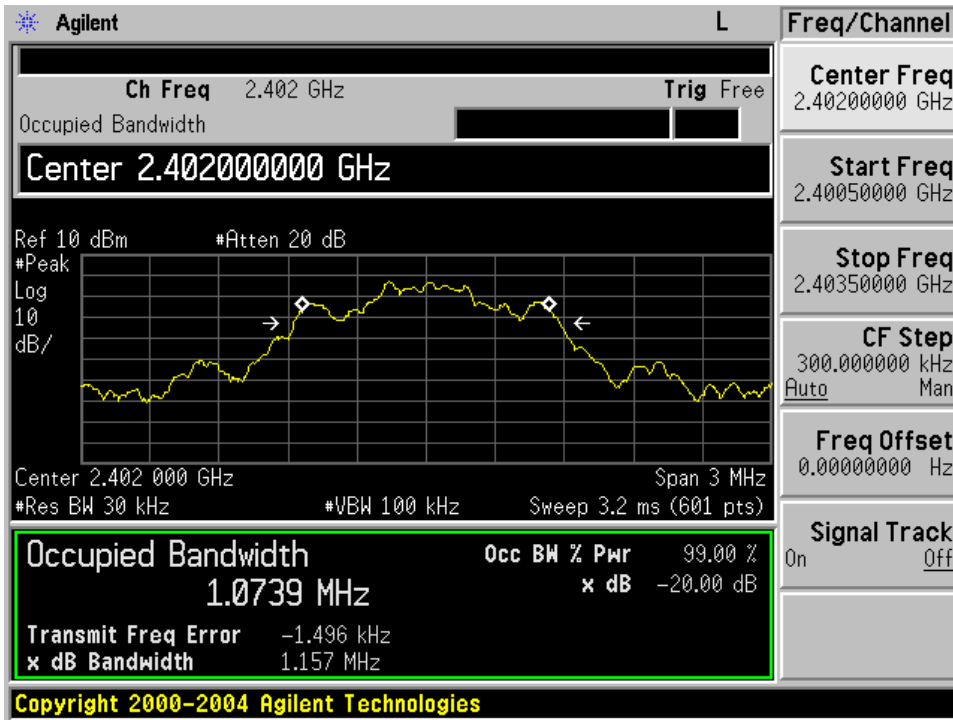 Agilent L Freq/Channel
Ch Freq 2.402 GHz Trig Free
Occupied Bandwidth
Center 2.402000000 GHz
Ref 10 dBm #Atten 20 dB
#Peak
Log
10
dB/
Center 2.402 000 GHz Span 3 MHz
#Res BW 30 kHz #VBW 100 kHz Sweep 3.2 ms (601 pts)
Occupied Bandwidth
1.0739 MHz
Occ BW % Pwr 99.00 %
x dB -20.00 dB
Transmit Freq Error -1.496 kHz
x dB Bandwidth 1.157 MHz
Center Freq
2.40200000 GHz
Start Freq
2.40050000 GHz
Stop Freq
2.40350000 GHz
CF Step
300.000000 kHz
Auto Man
Freq Offset
0.00000000 Hz
Signal Track
On Off
Copyright 2000-2004 Agilent Technologies